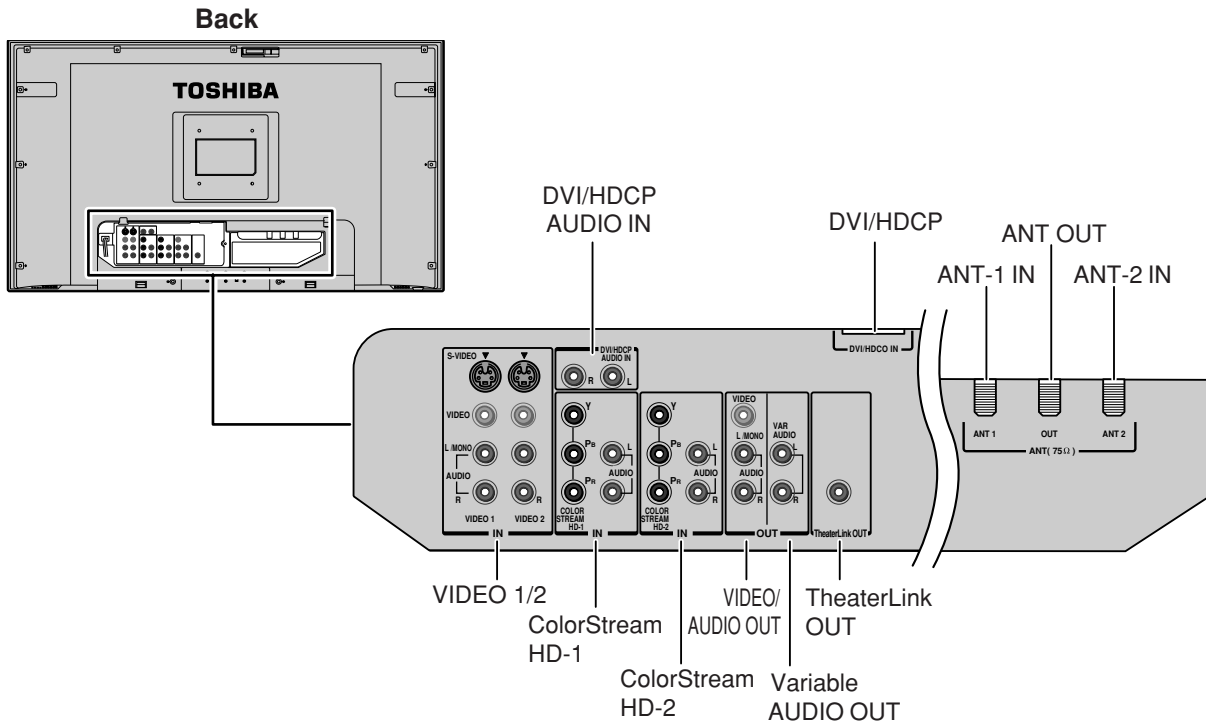 Back
TOSHIBA
DVI/HDCP
AUDIO IN
DVI/HDCP
ANT OUT
ANT-1 IN
ANT-2 IN
S-VIDEO
DVI/HDCP
AUDIO IN
R
L
DVI/HDCO IN
VIDEO
Y
Y
VIDEO
L /MONO
PB
L
PB
L
L /MONO
VAR
AUDIO
L
AUDIO
AUDIO
AUDIO
AUDIO
R
R
PR
R
PR
R
R
R
VIDEO 1
VIDEO 2
COLOR
STREAM
HD-1
COLOR
STREAM
HD-2
IN
IN
IN
OUT
TheaterLink OUT
ANT 1
OUT
ANT 2
ANT( 75Ω )
VIDEO 1/2
ColorStream
HD-1
ColorStream
HD-2
VIDEO/
AUDIO OUT
Variable
AUDIO OUT
TheaterLink
OUT